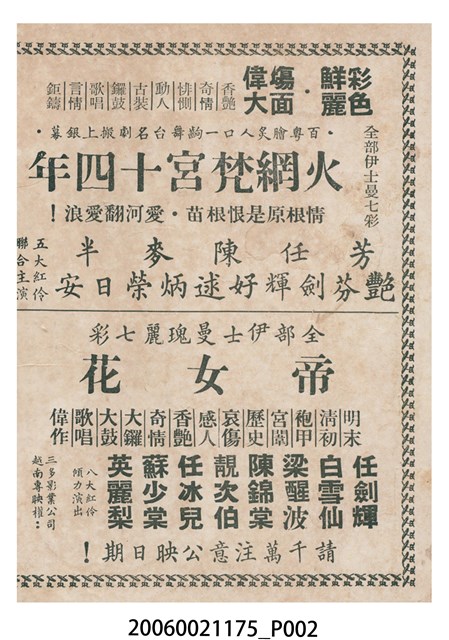 彩色鮮麗・塲面偉大
香艷 奇情 悱惻 動人 古裝 鑼鼓 歌唱 言情 鉅鑄
全部伊士曼七彩
・百粵膾炙人口一齣舞台名劇搬上銀幕・
火網梵宮十四年
情根原是恨根苗・愛河翻愛浪！
芳艷芬 任劍輝 陳好逑 麥炳榮 半日安
五大紅伶
聯合主演
全部伊士曼瑰麗七彩
帝女花
明末 清初 袍甲 宮闈 歷史 哀傷 感人 香艷 奇情 大鑼 大鼓 歌唱 偉作
任劍輝 白雪仙 梁醒波 陳錦棠 靚次伯 任冰兒 蘇少棠 英麗梨
八大紅伶
傾力演出
三多影業公司
越南專映權：
請千萬注意公映日期！
20060021175_P002